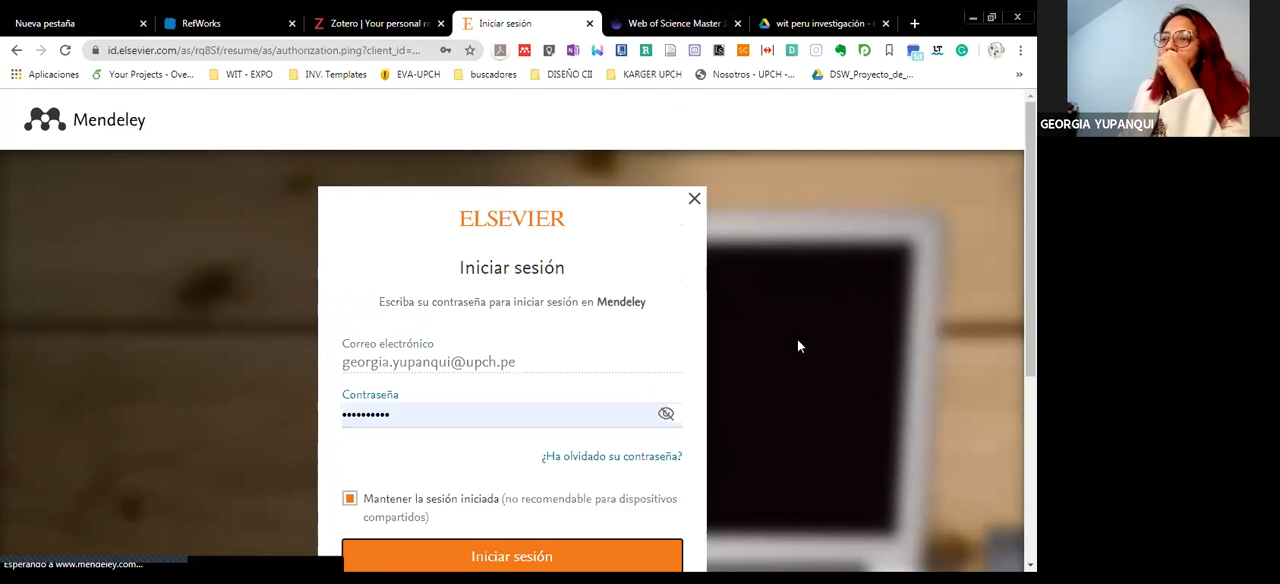 Nueva pestaña
RefWorks
Zotero | Your personal r
Iniciar sesión
Web of Science Master J
wit peru investigación -
id.elsevier.com/as/rq8Sf/resume/as/authorization.ping?client_id=...
Aplicaciones
Your Projects - Ove...
WIT - EXPO
INV. Templates
EVA-UPCH
buscadores
DISEÑO CII
KARGER UPCH
Nosotros - UPCH -...
DSW_Proyecto_de_...
Mendeley
GEORGIA YUPANQUI
ELSEVIER
Iniciar sesión
Escriba su contraseña para iniciar sesión en Mendeley
Correo electrónico
georgia.yupanqui@upch.pe
Contraseña
••••••••••
¿Ha olvidado su contraseña?
Mantener la sesión iniciada (no recomendable para dispositivos
compartidos)
Iniciar sesión
Esperando a www.mendeley.com...